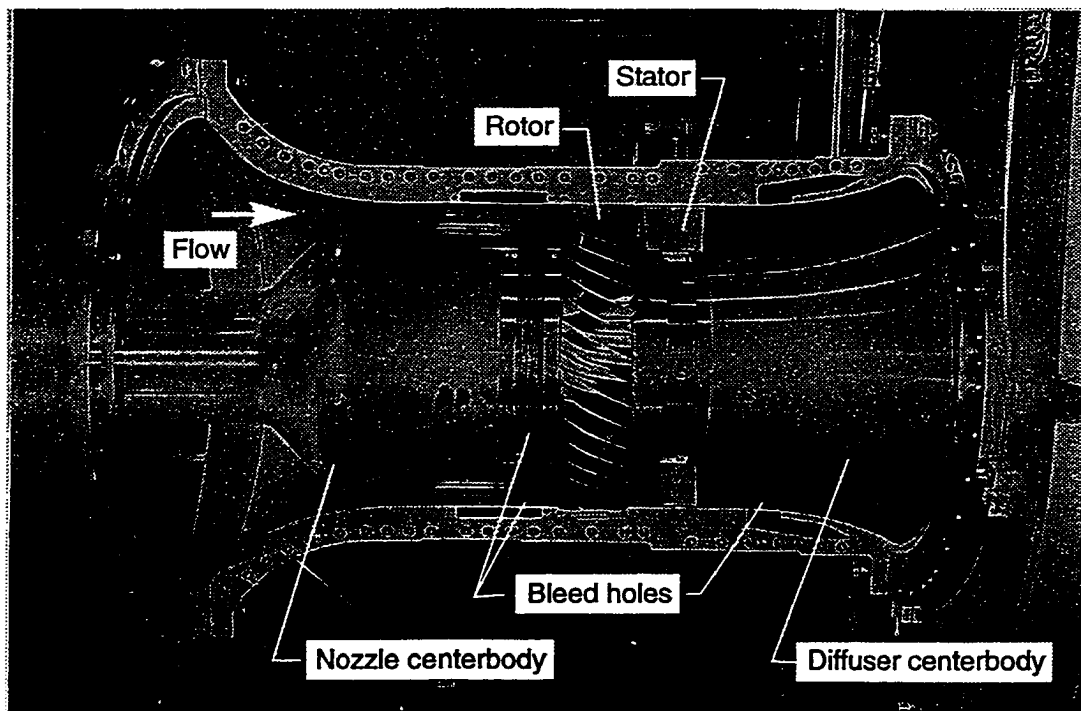 Stator
Rotor
Flow
Bleed holes
Nozzle centerbody
Diffuser centerbody